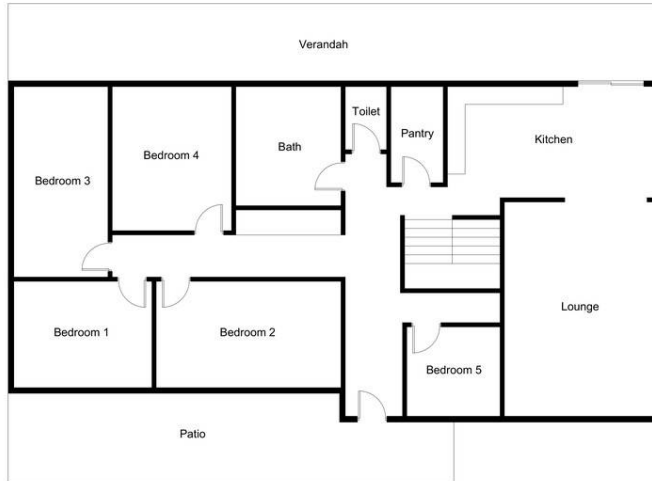 Verandah
Toilet
Pantry
Kitchen
Bath
Bedroom 4
Bedroom 3
Lounge
Bedroom 1
Bedroom 2
Bedroom 5
Patio